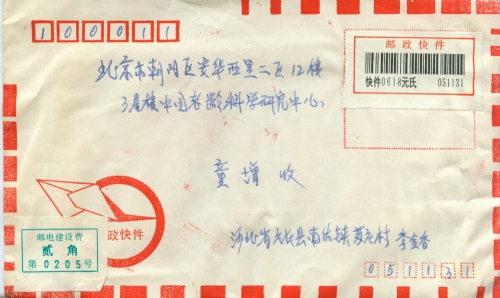 100011
邮政快件
快件0618元氏 051131
北京市朝阳区安华西里二区12楼
3层楼中国老龄科学研究中心
童增收
政快件
邮电建设费
贰角
第0205号
河北省元氏县南佐镇苏元村 李金香
051131